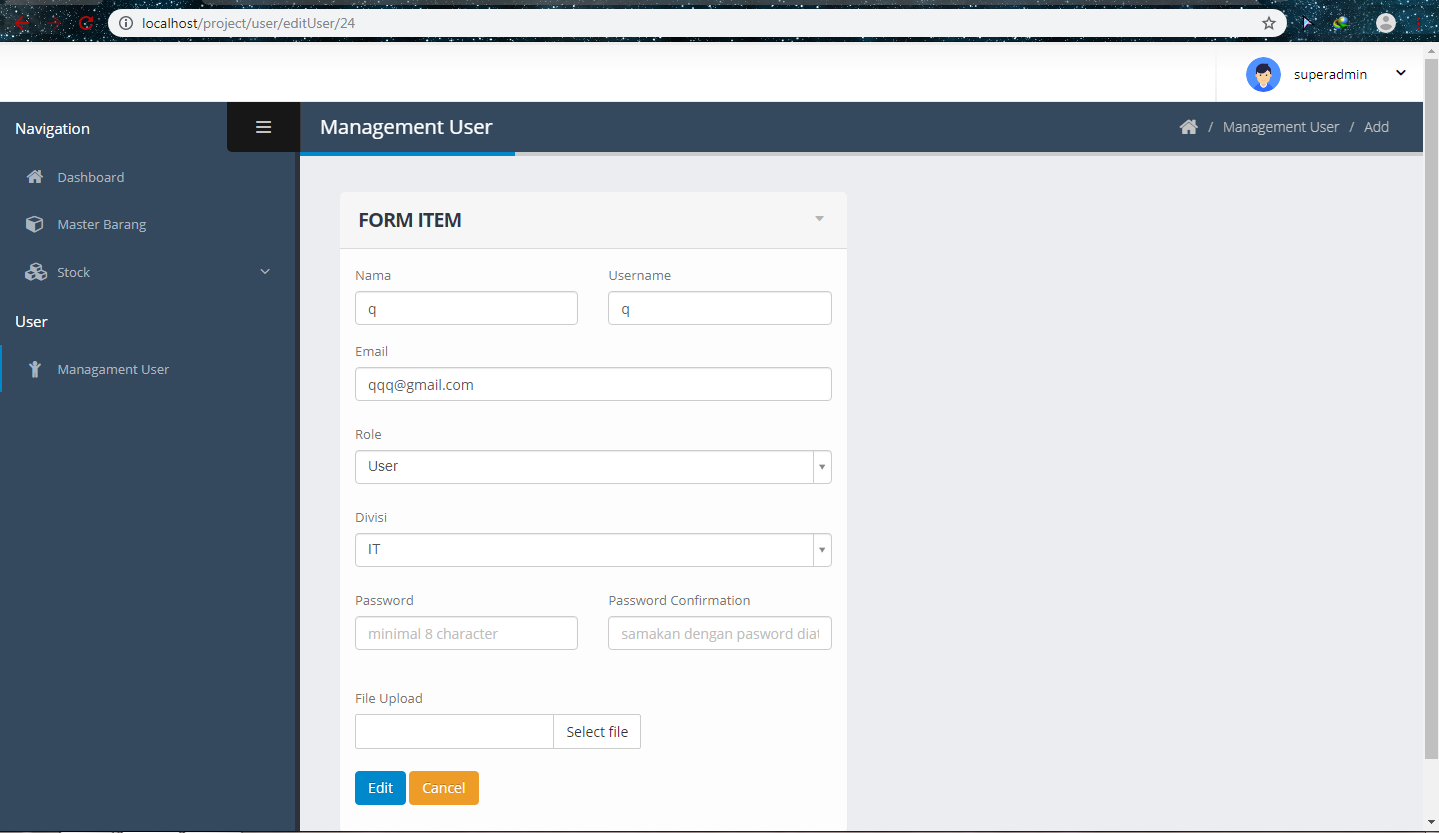 localhost/project/user/editUser/24
superadmin
Navigation
Management User
/ Management User / Add
Dashboard
Master Barang
Stock
User
Managament User
FORM ITEM
Nama
Username
q
q
Email
qqq@gmail.com
Role
User
Divisi
IT
Password
Password Confirmation
minimal 8 character
samakan dengan pasword diat
File Upload
Select file
Edit
Cancel